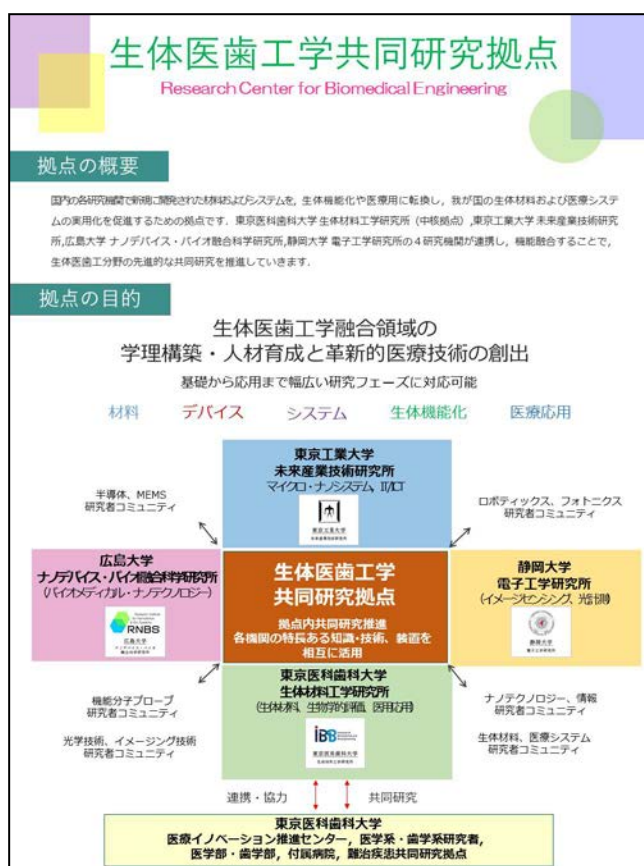 生体医歯工学共同研究拠点
Research Center for Biomedical Engineering
拠点の概要
国内の各研究機関で新規に開発された材料およびシステムを，生体機能化や医療用に転換し，我が国の生体材料および医療システ
ムの実用化を促進するための拠点です．東京医科歯科大学 生体材料工学研究所（中核拠点）,東京工業大学 未来産業技術研究
所,広島大学 ナノデバイス・バイオ融合科学研究所,静岡大学 電子工学研究所の４研究機関が連携し，機能融合することで，
生体医歯工分野の先進的な共同研究を推進していきます．
拠点の目的
生体医歯工学融合領域の
学理構築・人材育成と革新的医療技術の創出
基礎から応用まで幅広い研究フェーズに対応可能
材料 デバイス システム 生体機能化 医療応用
東京工業大学
未来産業技術研究所
マイクロ・ナノシステム, IT/ICT
東京工業大学
半導体、MEMS
研究者コミュニティ
ロボティックス、フォトニクス
研究者コミュニティ
広島大学
ナノデバイス・バイオ融合科学研究所
(バイオメディカル・ナノテクノロジー)
RNBS
広島大学
生体医歯工学
共同研究拠点
拠点内共同研究推進
各機関の特長ある知識・技術、装置を
相互に活用
静岡大学
電子工学研究所
(イメージセンシング, 光計測)
静岡大学
東京医科歯科大学
生体材料工学研究所
(生体材料, 生物学的評価, 医用応用)
IBB
東京医科歯科大学
生体材料工学研究所
機能分子プローブ
研究者コミュニティ
光学技術、イメージング技術
研究者コミュニティ
ナノテクノロジー、情報
研究者コミュニティ
生体材料、医療システム
研究者コミュニティ
連携・協力 共同研究
東京医科歯科大学
医療イノベーション推進センター，医学系・歯学系研究者，
医学部・歯学部，付属病院，難治疾患共同研究拠点